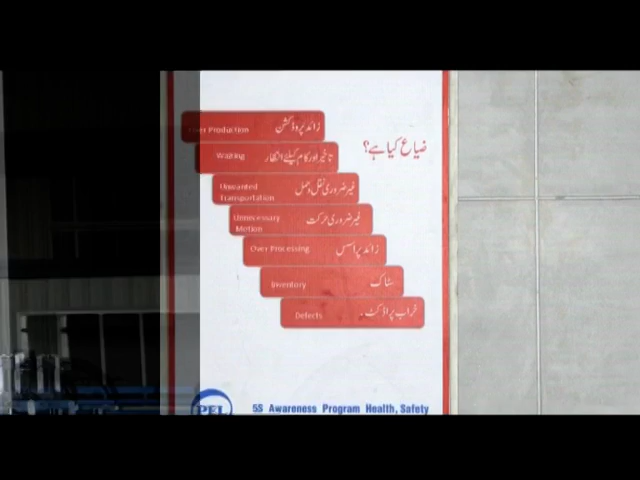 ضیاع کیا ہے؟
Over Production زائد پروڈکشن
Waiting تاخیر اور کام کیلئے انتظار
Unwanted Transportation غیر ضروری نقل و حمل
Unnecessary Motion غیر ضروری حرکت
Over Processing زائد پراسس
Inventory سٹاک
Defects خراب پراڈکٹ۔
PEL
5S Awareness Program Health, Safety